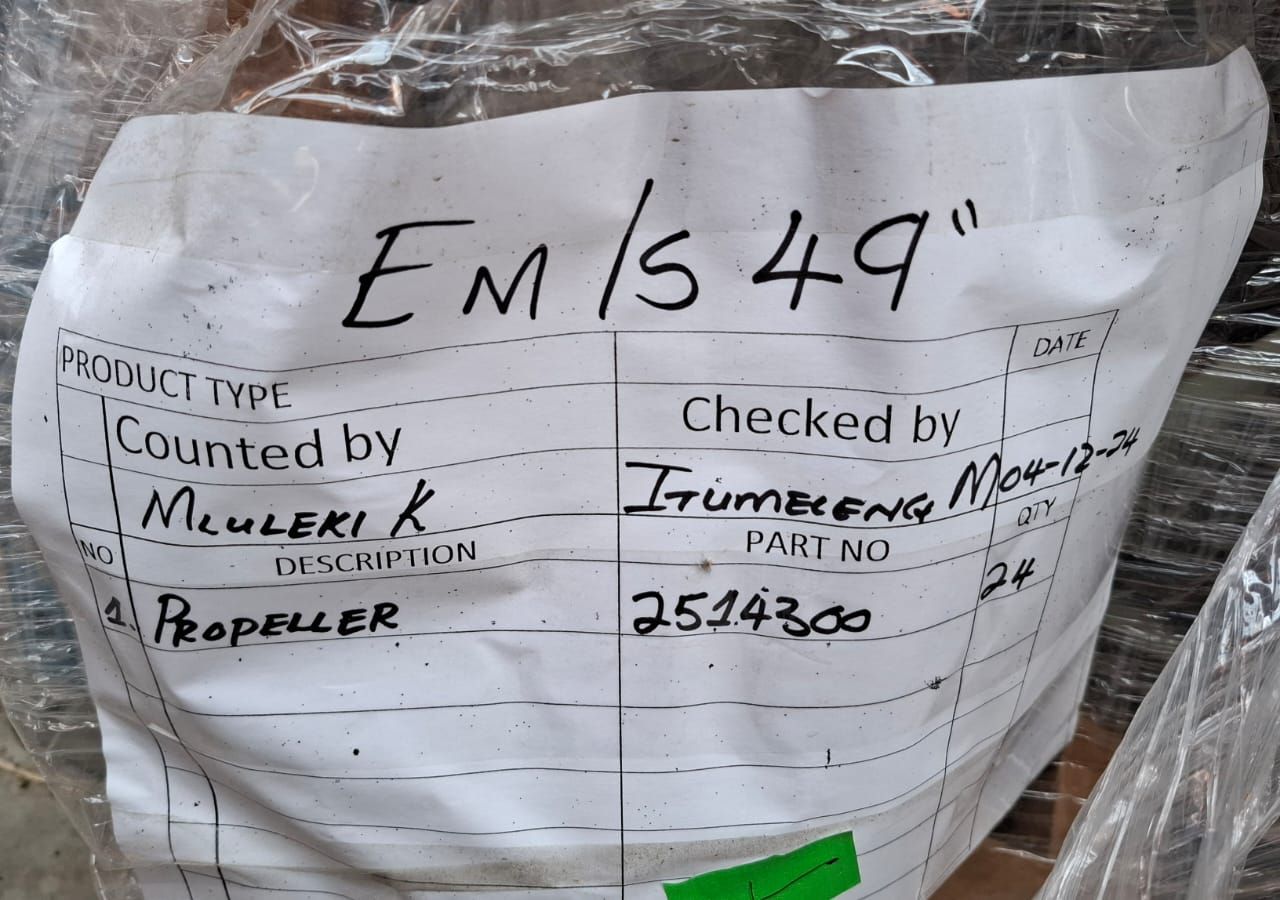 EM/S 49"
PRODUCT TYPE DATE
Counted by Checked by
MLULEKI K ITUMELENG M 04-12-24
NO DESCRIPTION PART NO QTY
1. PROPELLER 2514300 24